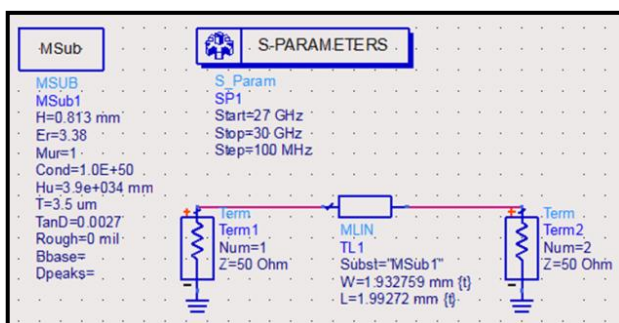 MSub
MSUB
MSub1
H=0.813 mm
Er=3.38
Mur=1
Cond=1.0E+50
Hu=3.9e+034 mm
T=3.5 um
TanD=0.0027
Rough=0 mil
Bbase=
Dpeaks=
S-PARAMETERS
S_Param
SP1
Start=27 GHz
Stop=30 GHz
Step=100 MHz
+
Term
Term1
Num=1
Z=50 Ohm
-
MLIN
TL1
Subst="MSub1"
W=1.932759 mm {t}
L=1.99272 mm {t}
+
Term
Term2
Num=2
Z=50 Ohm
-